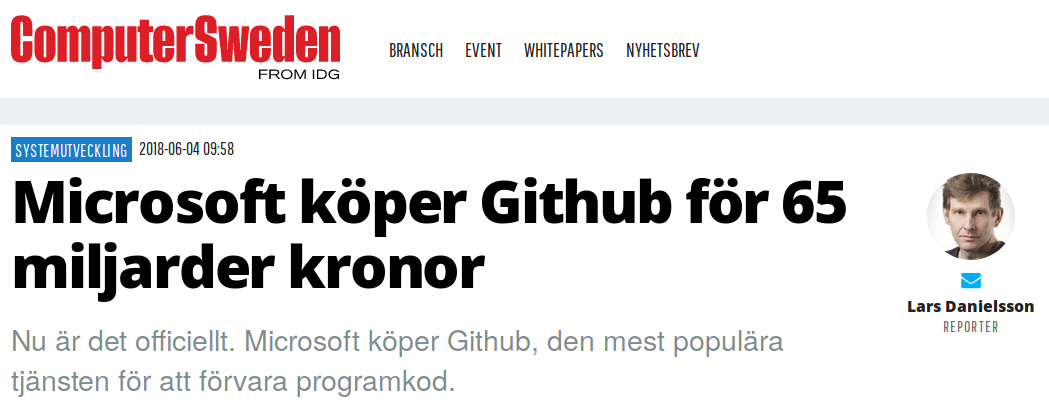 ComputerSweden
FROM IDG
BRANSCH EVENT WHITEPAPERS NYHETSBREV
SYSTEMUTVECKLING 2018-06-04 09:58
Microsoft köper Github för 65
miljarder kronor
Nu är det officiellt. Microsoft köper Github, den mest populära
tjänsten för att förvara programkod.
Lars Danielsson
REPORTER